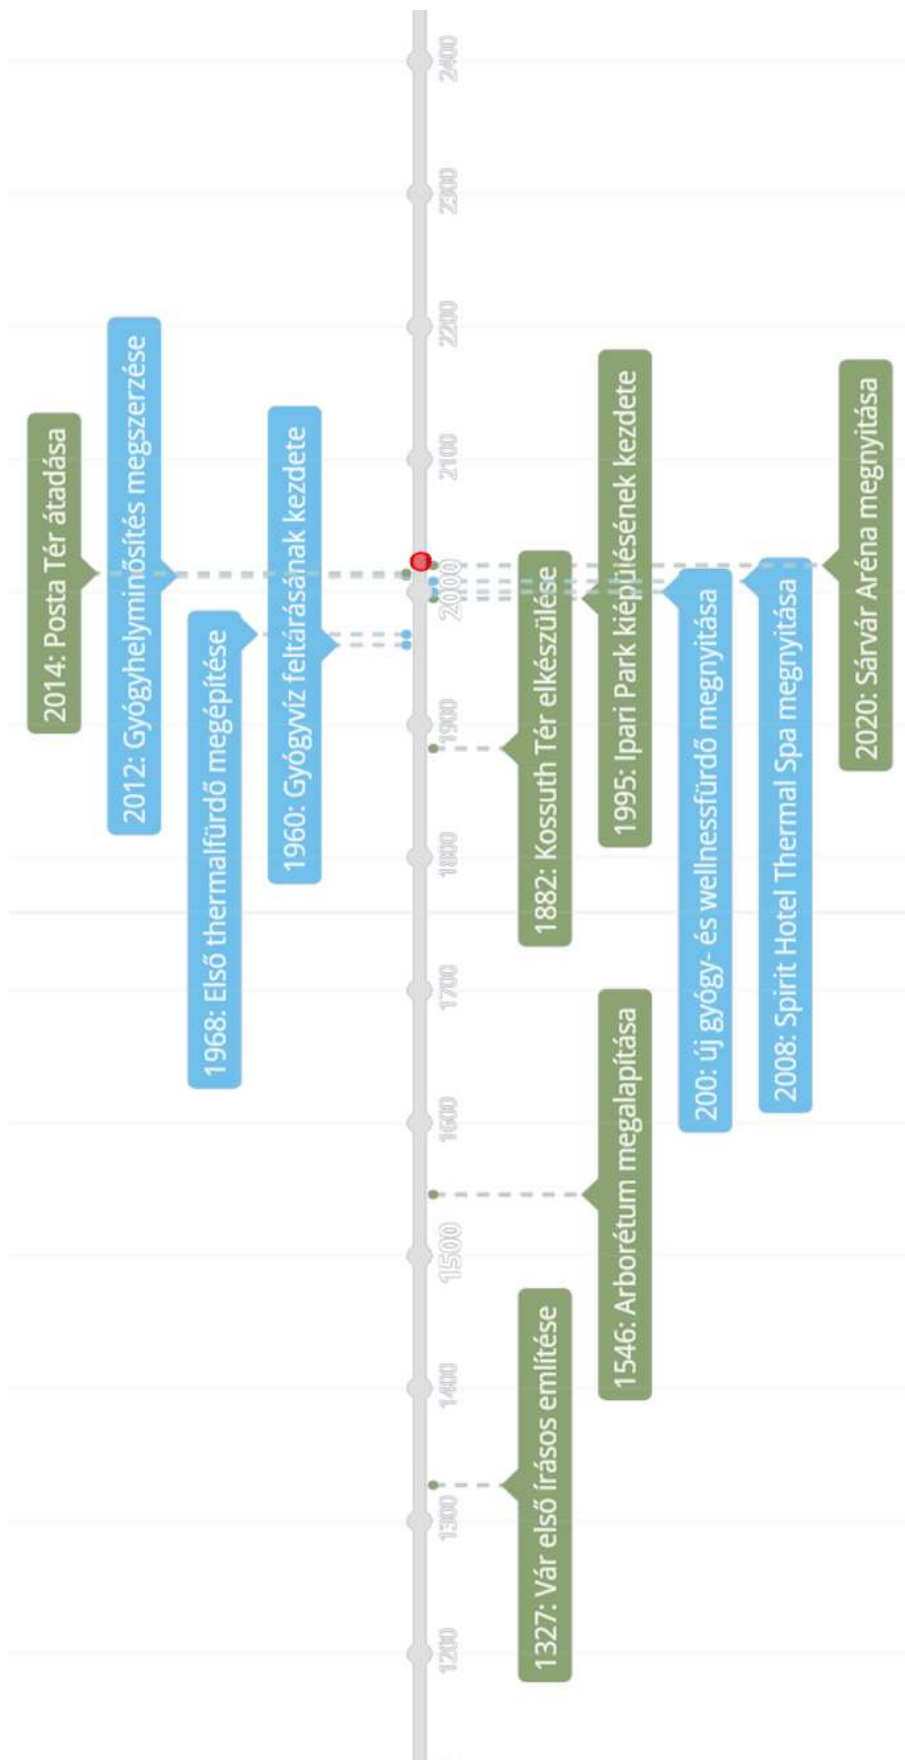 2014: Posta Tér átadása
2012: Gyógyhelyminősítés megszerzése
1968: Első thermalfürdő megépítése
1960: Gyógyvíz feltárásának kezdete
1200
1300
1400
1500
1600
1700
1800
1900
2000
2100
2200
2300
2400
1327: Vár első írásos említése
1882: Kossuth Tér elkészülése
1546: Arborétum megalapítása
1995: Ipari Park kiépülésének kezdete
200: új gyógy- és wellnessfürdő megnyitása
2008: Spirit Hotel Thermal Spa megnyitása
2020: Sárvár Aréna megnyitása